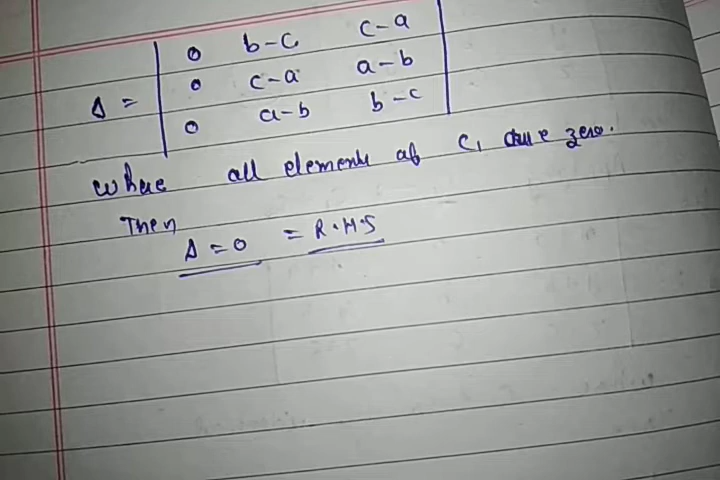 0 b-c c-a
Δ = 0 c-a a-b
0 a-b b-c
where all elements of C₁ are zero.
Then
Δ = 0 = R.H.S